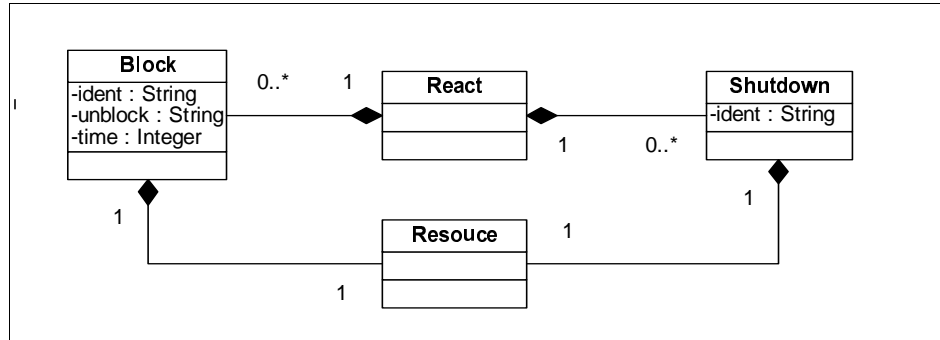 Block
-ident : String
-unblock : String
-time : Integer
0..*
1
React
1
0..*
Shutdown
-ident : String
1
1
Resouce
1
1